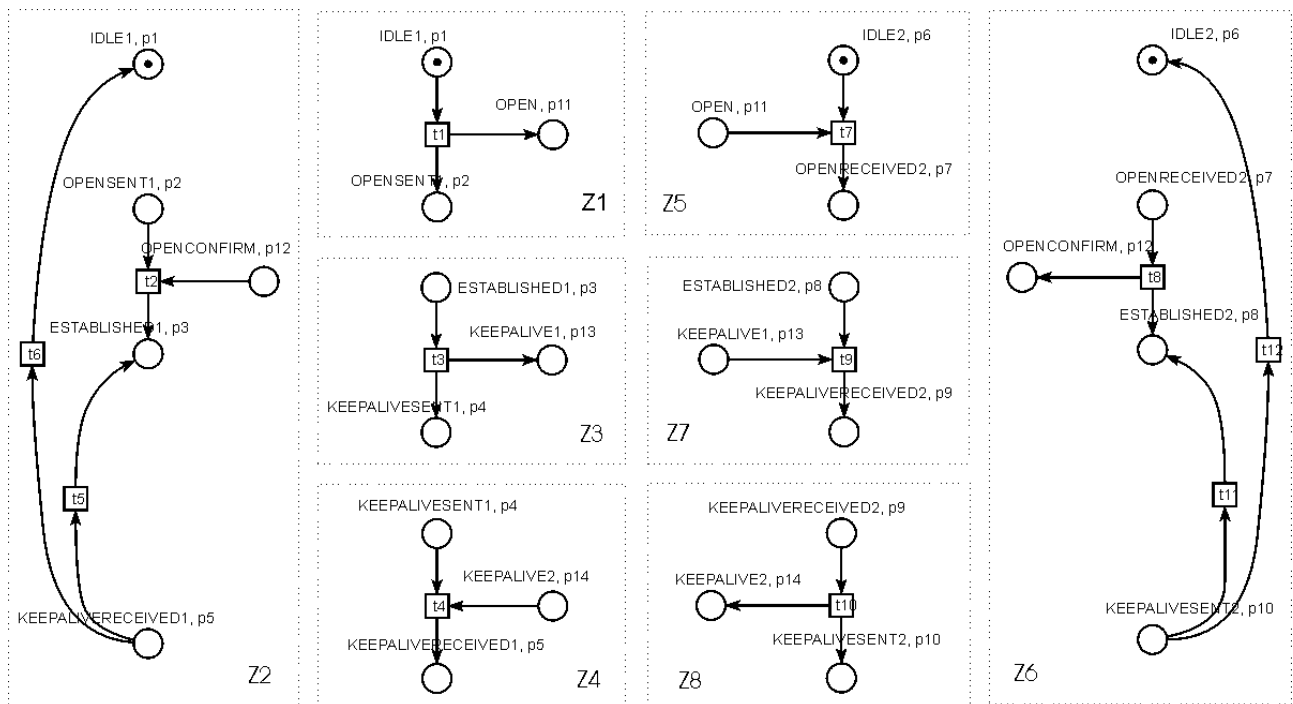 IDLE1, p1
OPENSENT1, p2
OPENCONFIRM, p12
t2
ESTABLISHED1, p3
t6
t5
KEEPALIVERECEIVED1, p5
Z2
IDLE1, p1
OPEN, p11
t1
OPENSENT1, p2
Z1
ESTABLISHED1, p3
KEEPALIVE1, p13
t3
KEEPALIVESENT1, p4
Z3
KEEPALIVESENT1, p4
KEEPALIVE2, p14
t4
KEEPALIVERECEIVED1, p5
Z4
IDLE2, p6
OPEN, p11
t7
OPENRECEIVED2, p7
Z5
ESTABLISHED2, p8
KEEPALIVE1, p13
t9
KEEPALIVERECEIVED2, p9
Z7
KEEPALIVERECEIVED2, p9
KEEPALIVE2, p14
t10
KEEPALIVESENT2, p10
Z8
IDLE2, p6
OPENRECEIVED2, p7
OPENCONFIRM, p12
t8
ESTABLISHED2, p8
t12
t11
KEEPALIVESENT2, p10
Z6